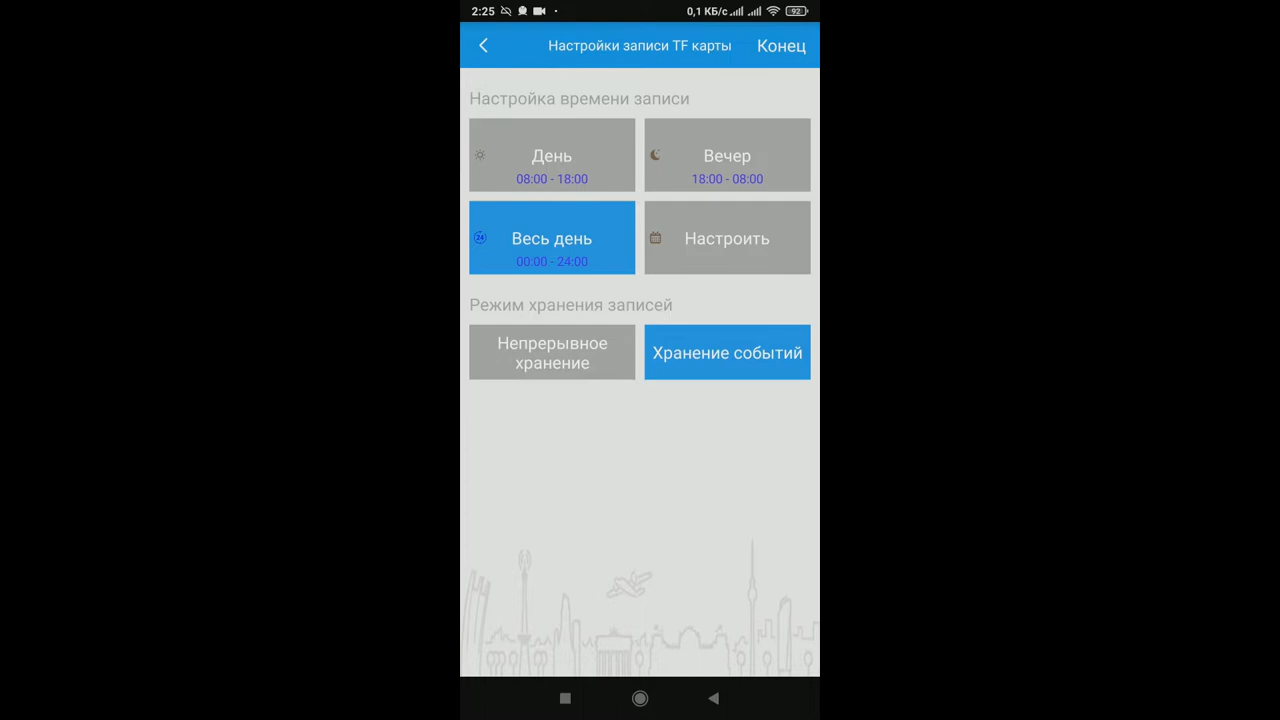 2:25 0,1 КБ/с 92
Настройки записи TF карты Конец
Настройка времени записи
День Вечер
08:00 - 18:00 18:00 - 08:00
24 Весь день Настроить
00:00 - 24:00
Режим хранения записей
Непрерывное
хранение
Хранение событий